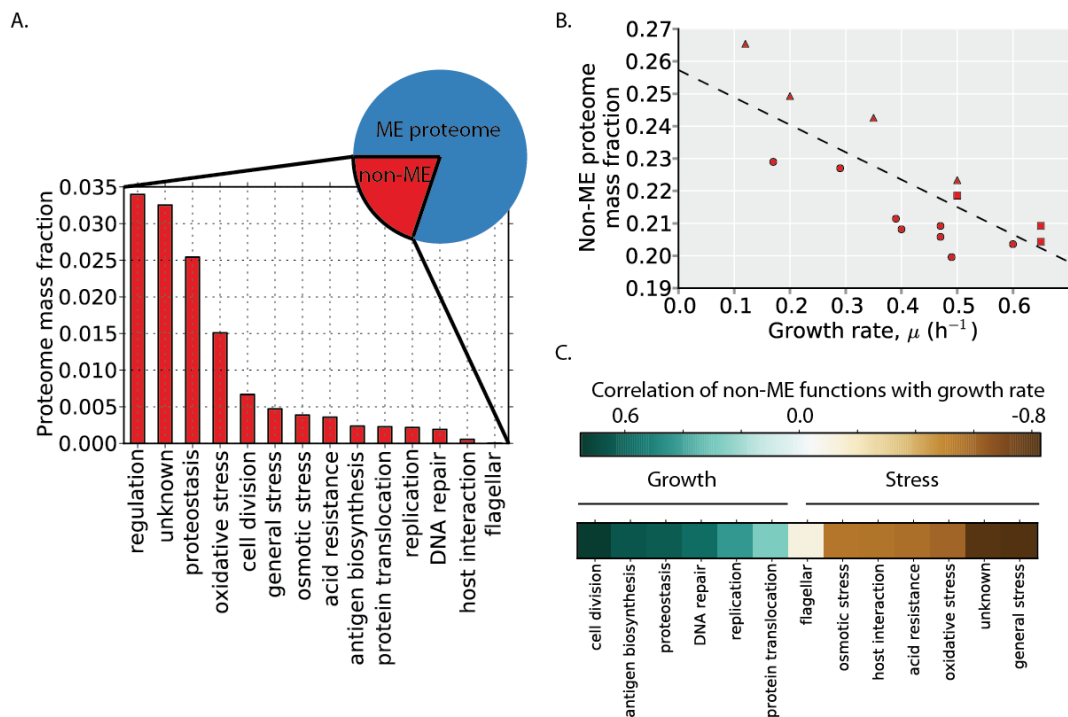 A.
ME proteome
non-ME
Proteome mass fraction
0.035
0.030
0.025
0.020
0.015
0.010
0.005
0.000
regulation
unknown
proteostasis
oxidative stress
cell division
general stress
osmotic stress
acid resistance
antigen biosynthesis
protein translocation
replication
DNA repair
host interaction
flagellar
B.
Non-ME proteome
mass fraction
0.27
0.26
0.25
0.24
0.23
0.22
0.21
0.20
0.19
0.0 0.1 0.2 0.3 0.4 0.5 0.6
Growth rate, μ (h⁻¹)
C.
Correlation of non-ME functions with growth rate
0.6 0.0 -0.8
Growth Stress
cell division
antigen biosynthesis
proteostasis
DNA repair
replication
protein translocation
flagellar
osmotic stress
host interaction
acid resistance
oxidative stress
unknown
general stress